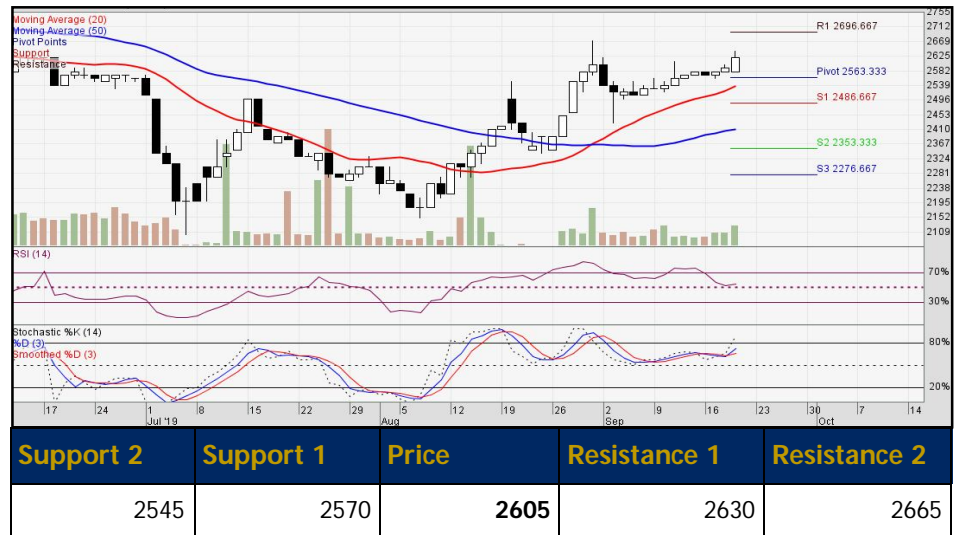 Moving Average (20)
Moving Average (50)
Pivot Points
Support
Resistance
R1 2696.667
Pivot 2563.333
S1 2486.667
S2 2353.333
S3 2276.667
2755
2712
2669
2625
2582
2539
2496
2453
2410
2367
2324
2281
2238
2195
2152
2109
RSI (14)
70%
30%
Stochastic %K (14)
%D (3)
Smoothed %D (3)
80%
20%
17 24 1 8 15 22 29 5 12 19 26 2 9 16 23 30 7 14
Jul '19 Aug Sep Oct
Support 2 Support 1 Price Resistance 1 Resistance 2
2545 2570 2605 2630 2665